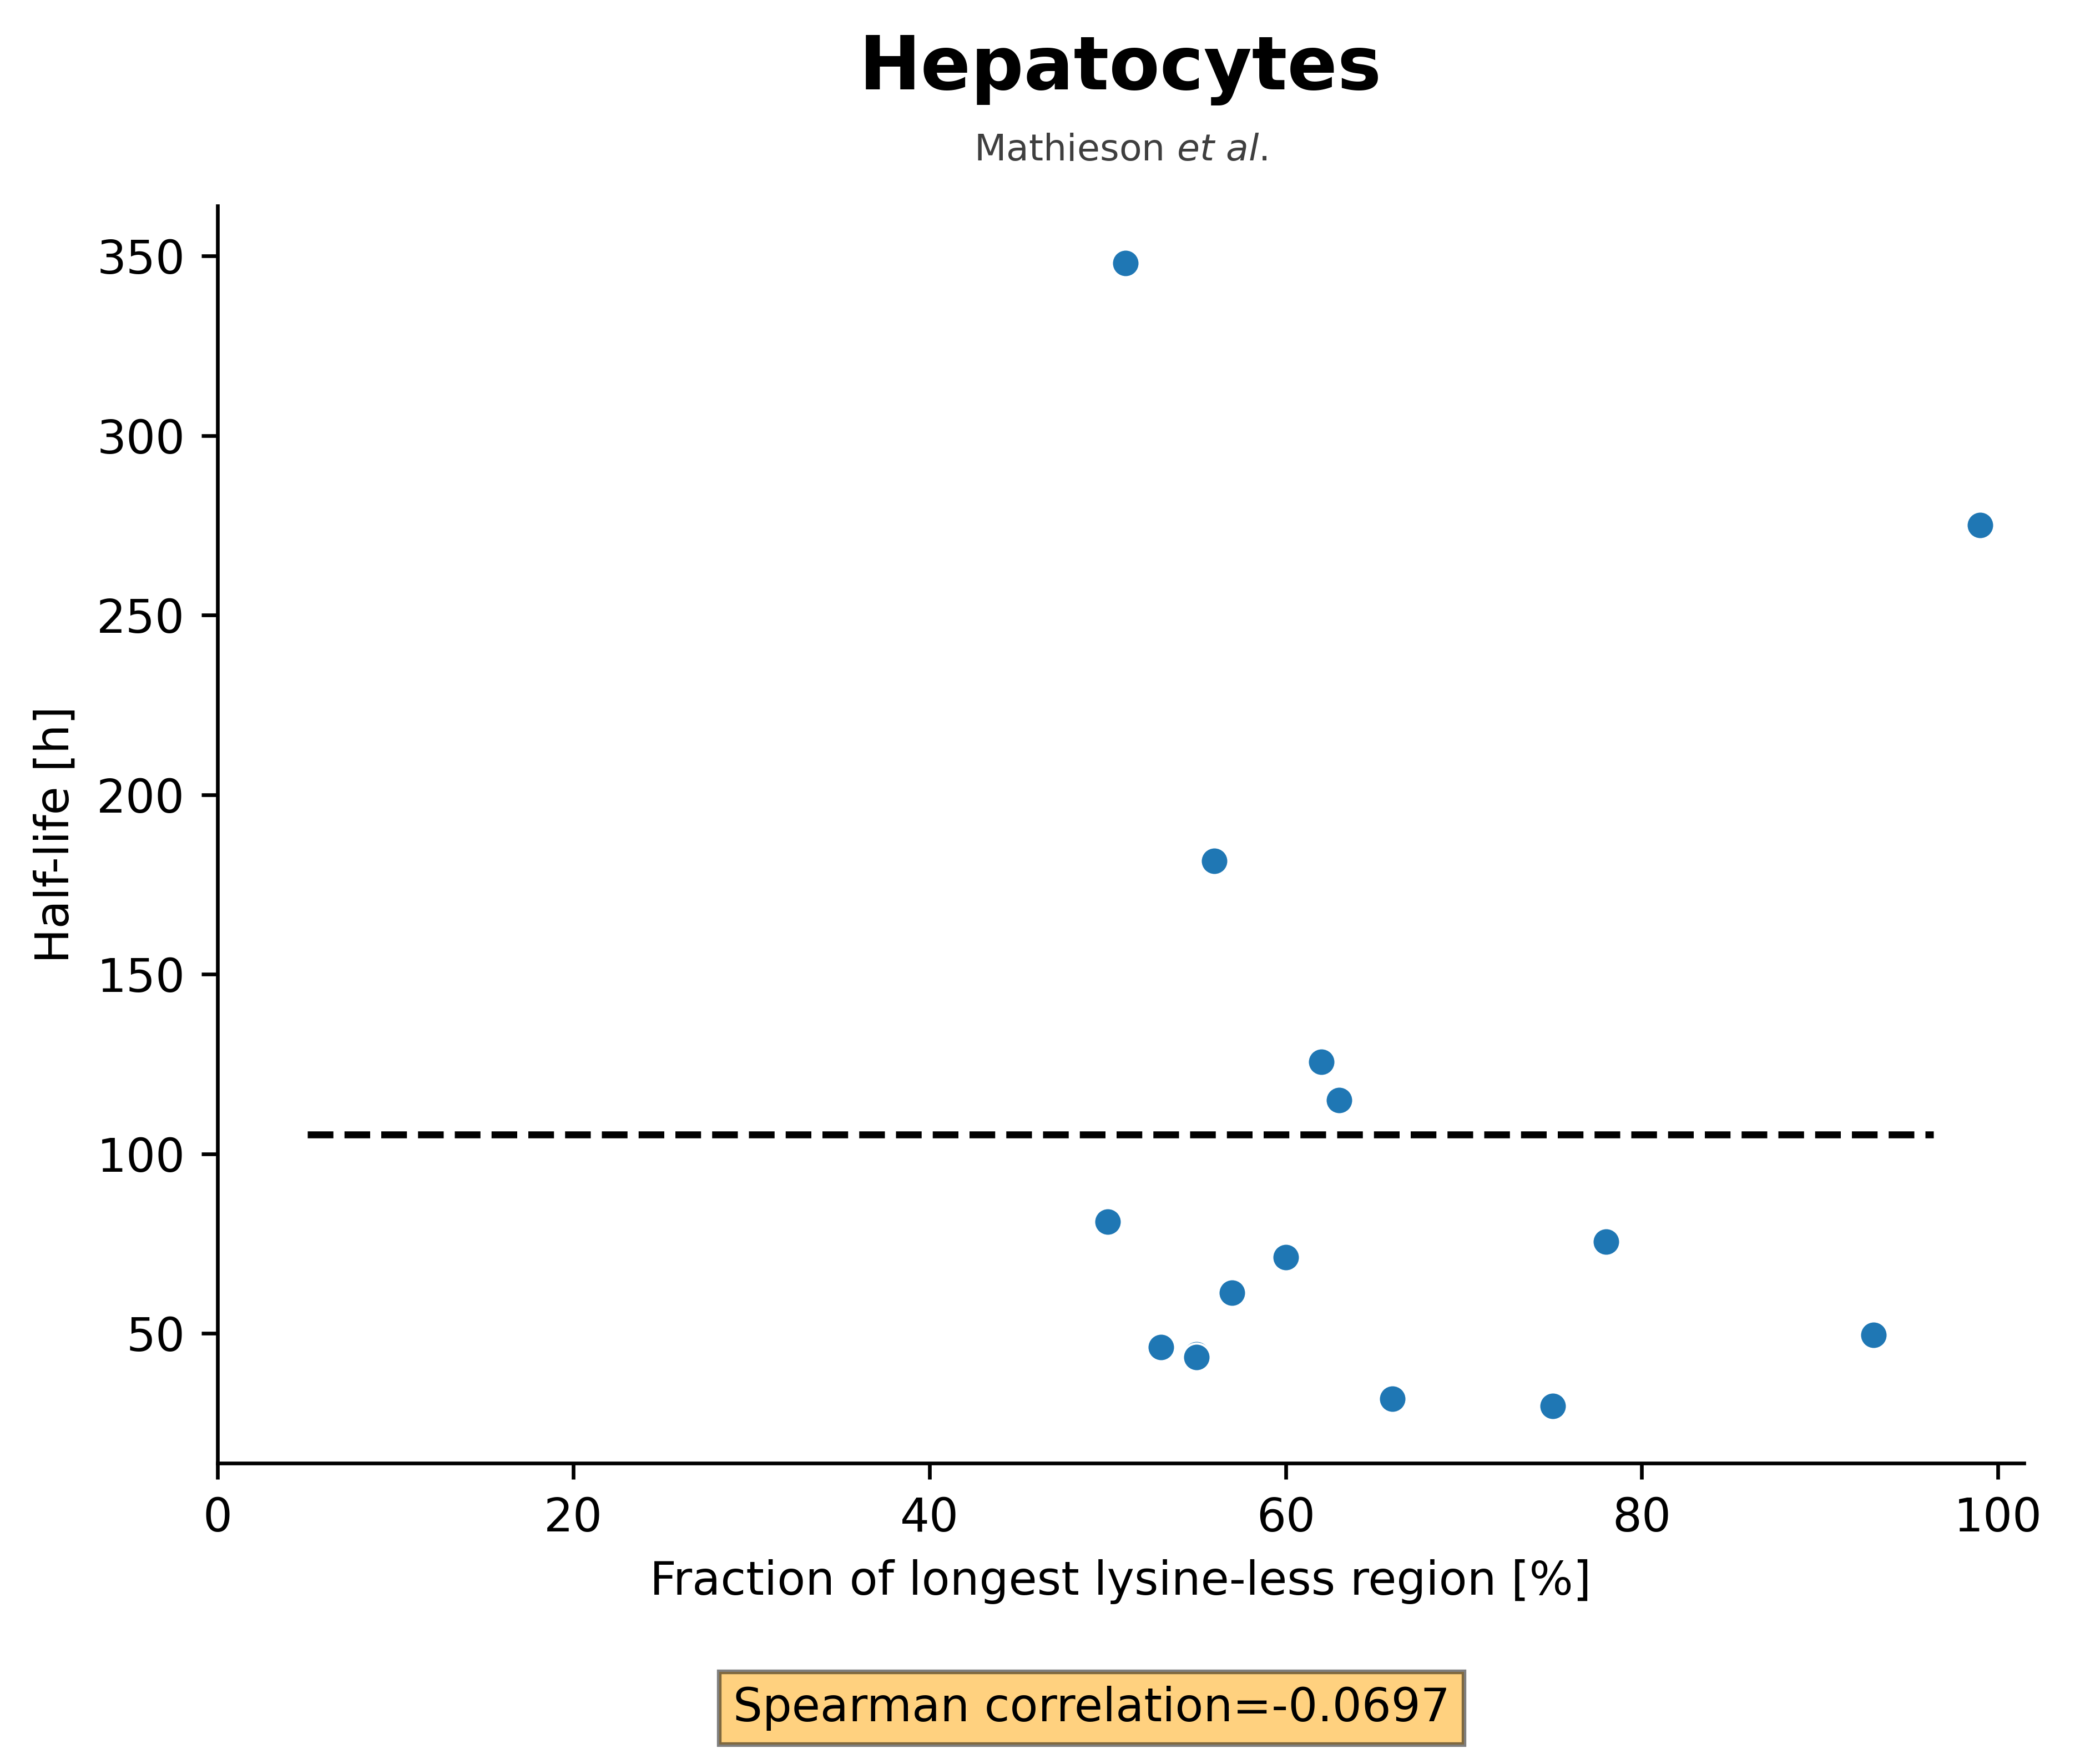 Hepatocytes
Mathieson et al.
350
300
250
200
150
100
50
Half-life [h]
0 20 40 60 80 100
Fraction of longest lysine-less region [%]
Spearman correlation=-0.0697